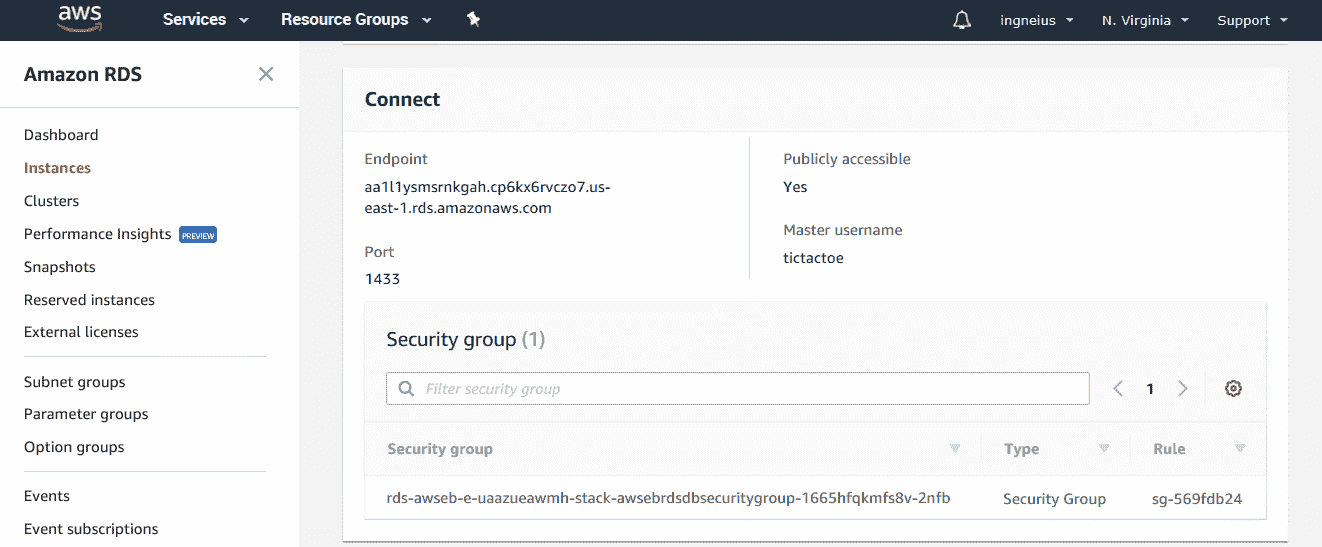 aws
Services
Resource Groups
ingneius
N. Virginia
Support
Amazon RDS
Dashboard
Instances
Clusters
Performance Insights PREVIEW
Snapshots
Reserved instances
External licenses
Subnet groups
Parameter groups
Option groups
Events
Event subscriptions
Connect
Endpoint
aa1l1ysmsrnkgah.cp6kx6rvczo7.us-
east-1.rds.amazonaws.com
Port
1433
Publicly accessible
Yes
Master username
tictactoe
Security group (1)
Filter security group
1
Security group Type Rule
rds-awseb-e-uaazueawmh-stack-awsebrdsdbsecuritygroup-1665hfqkmfs8v-2nfb Security Group sg-569fdb24